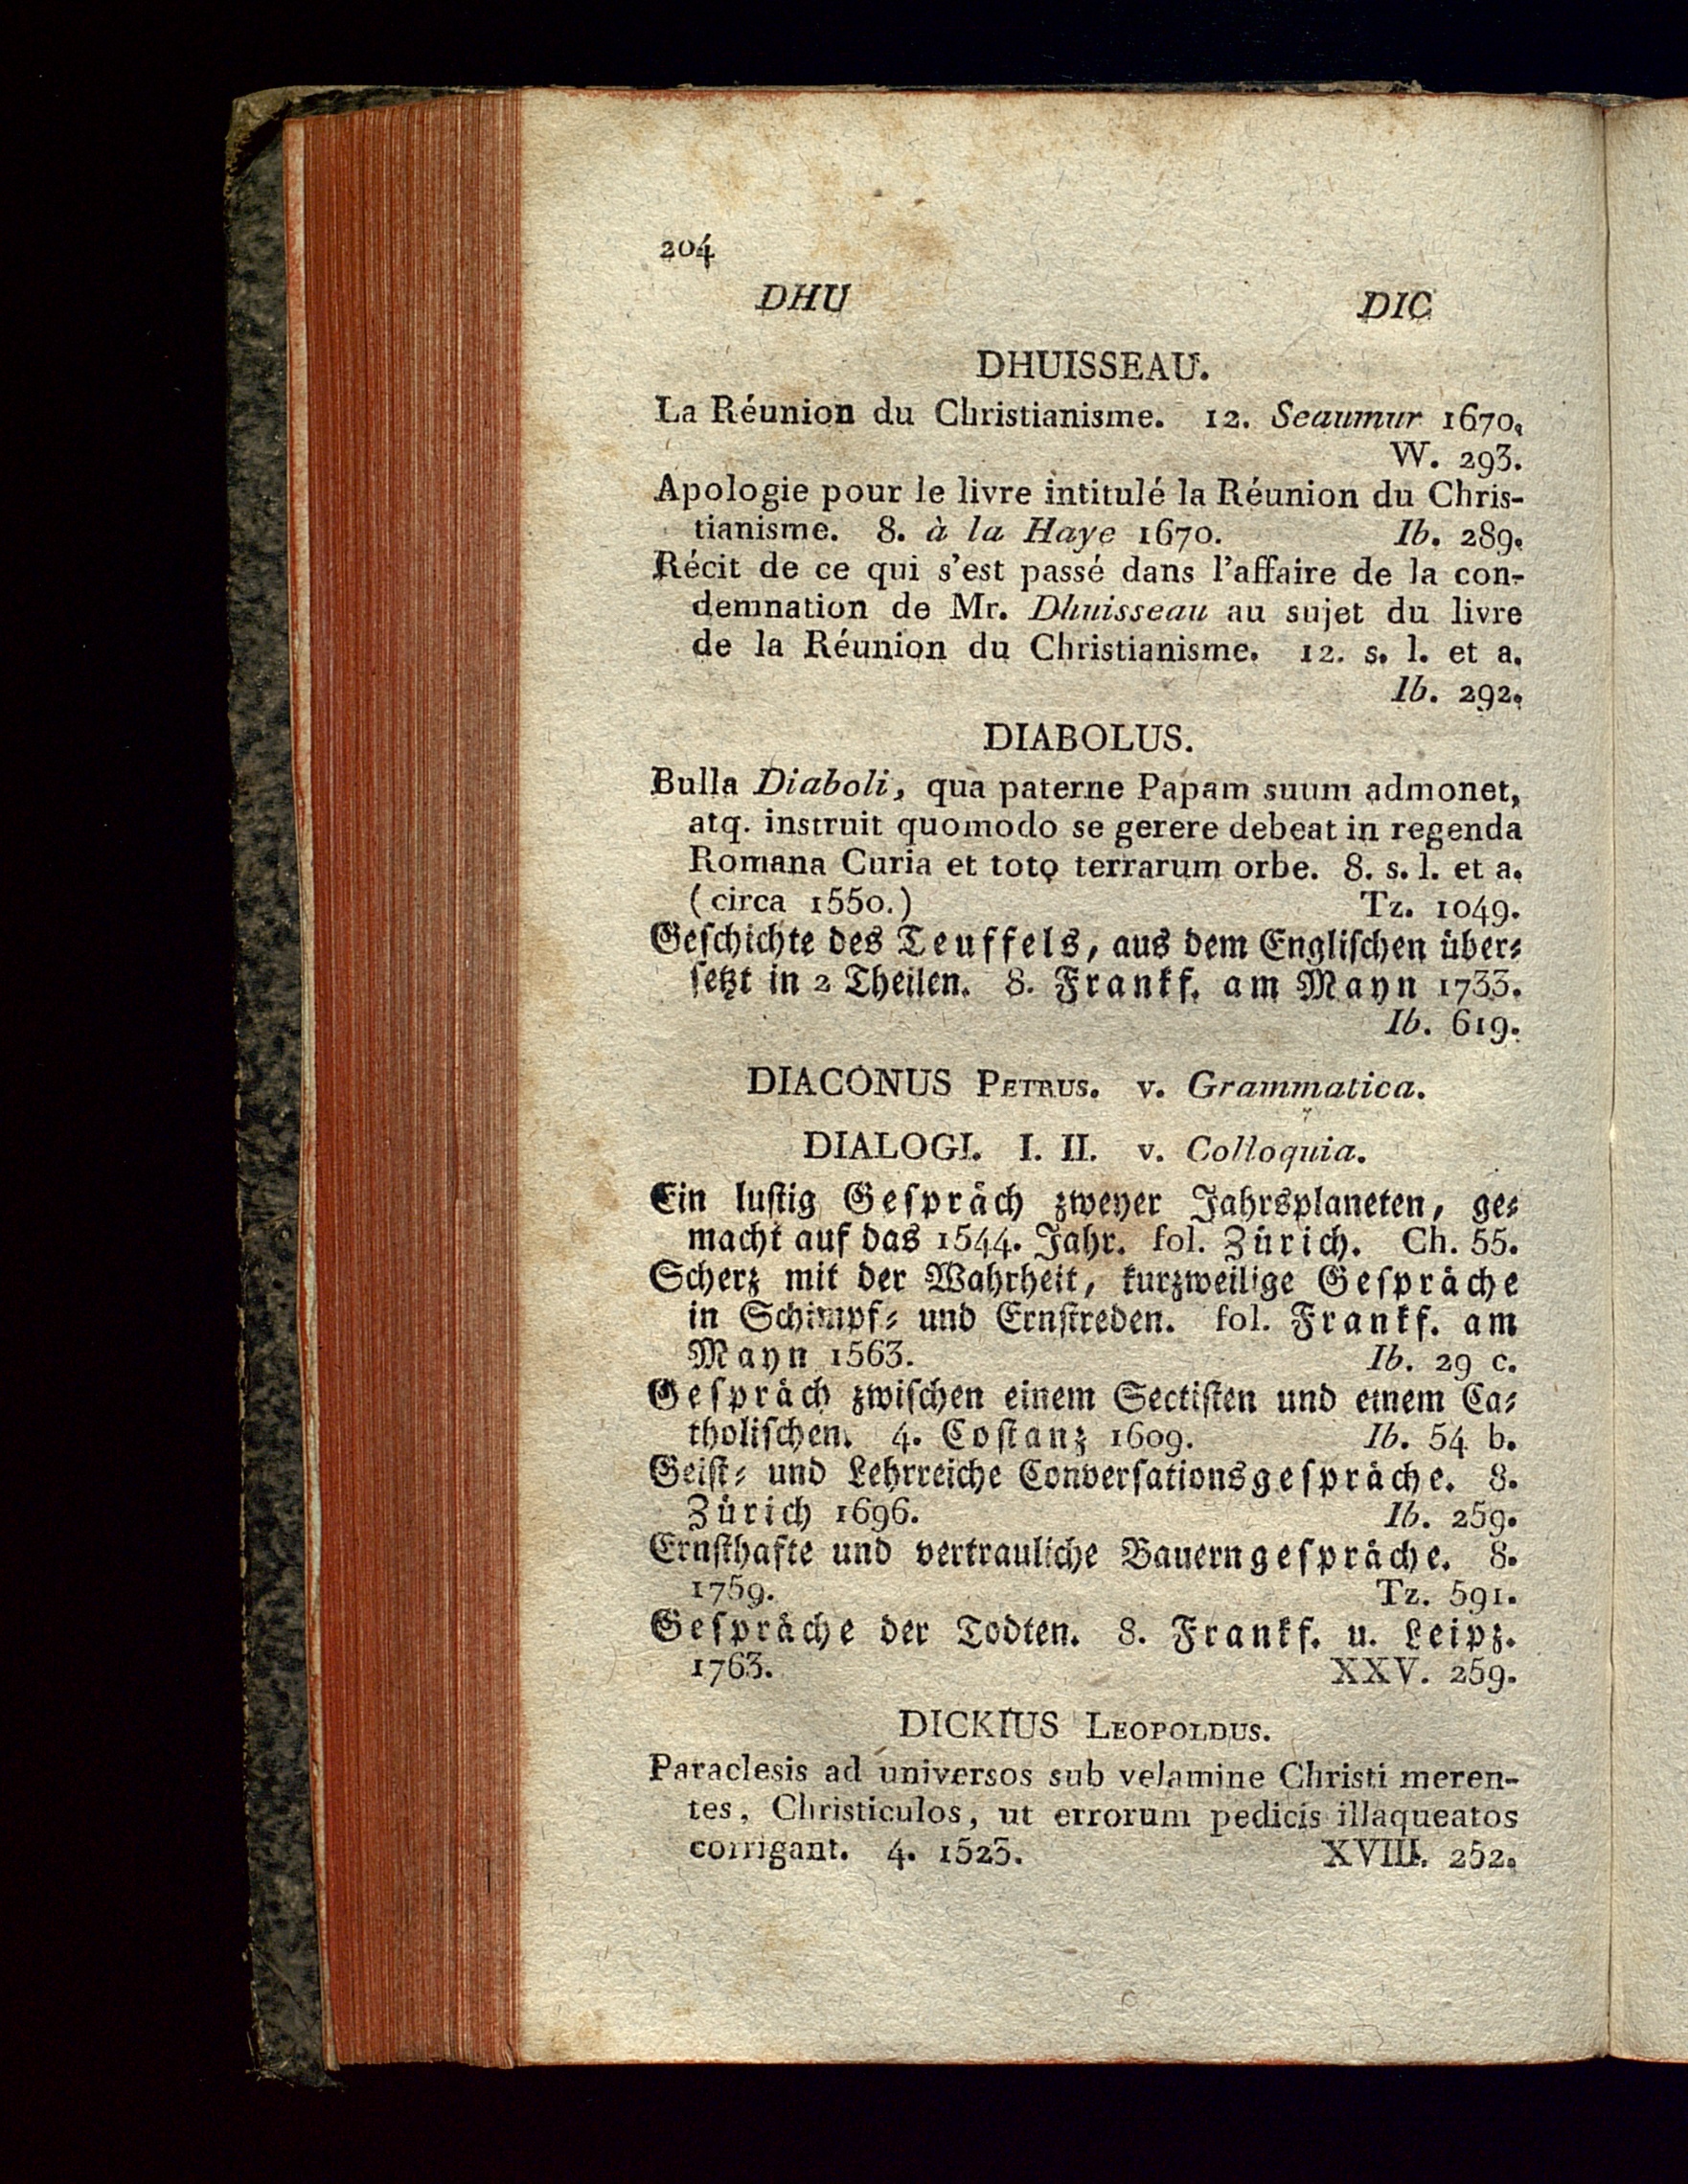 204
DHU DIC
DHUISSEAU.
La Réunion du Christianisme. 12. Seaumur 1670.
W. 293.
Apologie pour le livre intitulé la Réunion du Chris-
tianisme. 8. à la Haye 1670. Ib. 289.
Récit de ce qui s'est passé dans l'affaire de la con-
demnation de Mr. Dhuisseau au sujet du livre
de la Réunion du Christianisme. 12. s. l. et a.
Ib. 292.
DIABOLUS.
Bulla Diaboli, qua paterne Papam suum admonet,
atq. instruit quomodo se gerere debeat in regenda
Romana Curia et toto terrarum orbe. 8. s. l. et a.
(circa 1550.) Tz. 1049.
Geſchichte des Teuffels, aus dem Engliſchen über⸗
ſetzt in 2 Theilen. 8. Frankf. am Mayn 1733.
Ib. 619.
DIACONUS PETRUS. v. Grammatica.
DIALOGI. I. II. v. Colloquia.
Ein luſtig Geſpräch zweyer Jahrsplaneten, ge⸗
macht auf das 1544. Jahr. fol. Zürich. Ch. 55.
Scherz mit der Wahrheit, kurzweilige Geſpräche
in Schimpf⸗ und Ernſtreden. fol. Frankf. am
Mayn 1563. Ib. 29 c.
Geſpräch zwiſchen einem Sectiſten und einem Ca⸗
tholiſchen. 4. Coſtanz 1609. Ib. 54 b.
Geiſt⸗ und Lehrreiche Converſationsgeſpräche. 8.
Zürich 1696. Ib. 259.
Ernſthafte und vertrauliche Bauerngeſpräche. 8.
1759. Tz. 591.
Geſpräche der Todten. 8. Frankf. u. Leipz.
1763. XXV. 259.
DICKIUS LEOPOLDUS.
Paraclesis ad universos sub velamine Christi meren-
tes, Christiculos, ut errorum pedicis illaqueatos
corrigant. 4. 1523. XVIII. 252.